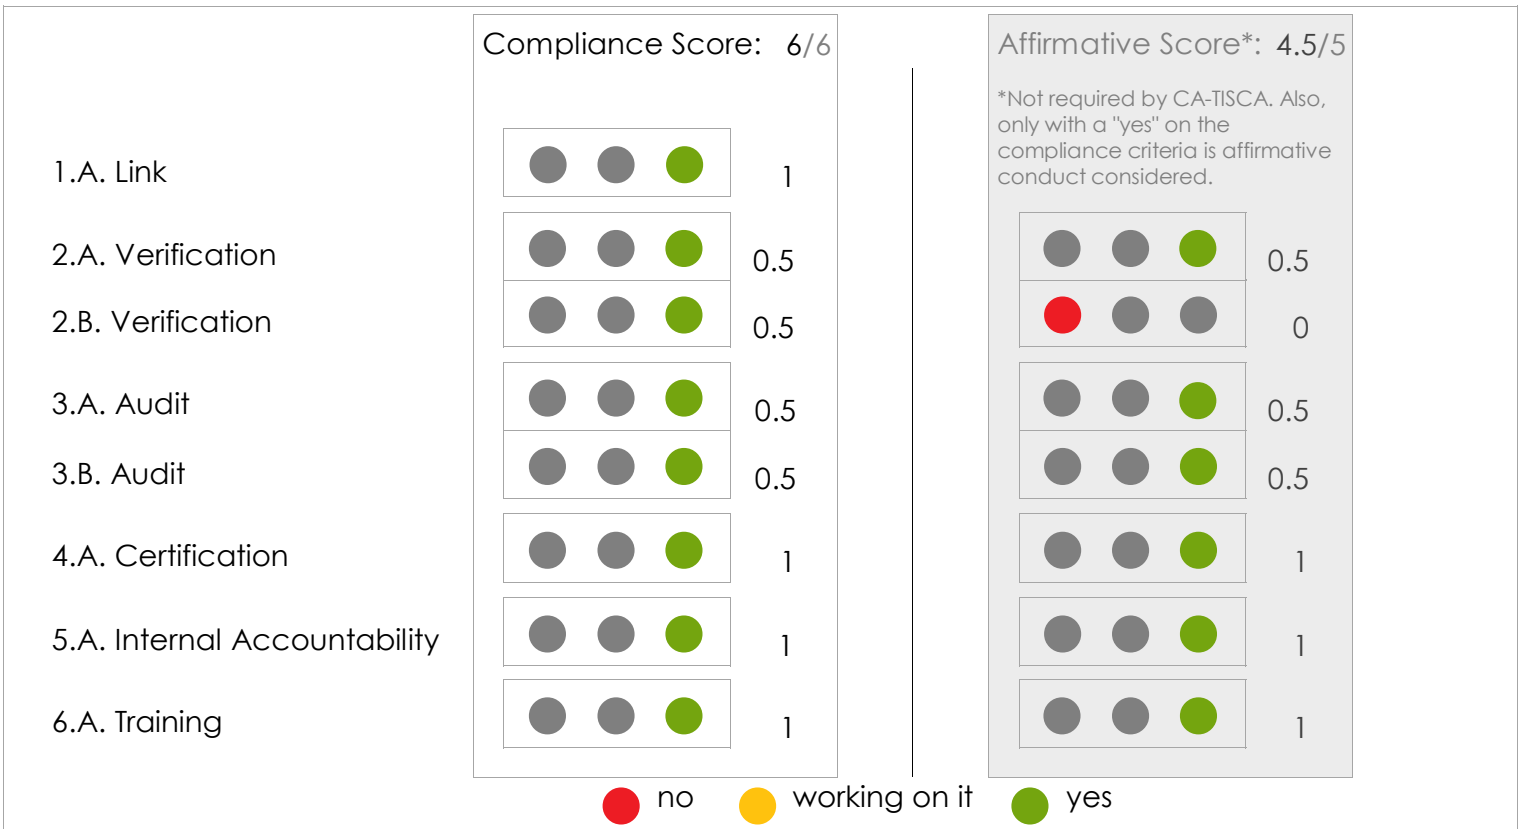 Compliance Score: 6/6
Affirmative Score*: 4.5/5
*Not required by CA-TISCA. Also,
only with a "yes" on the
compliance criteria is affirmative
conduct considered.
1.A. Link 1
2.A. Verification 0.5 0.5
2.B. Verification 0.5 0
3.A. Audit 0.5 0.5
3.B. Audit 0.5 0.5
4.A. Certification 1 1
5.A. Internal Accountability 1 1
6.A. Training 1 1
no working on it yes